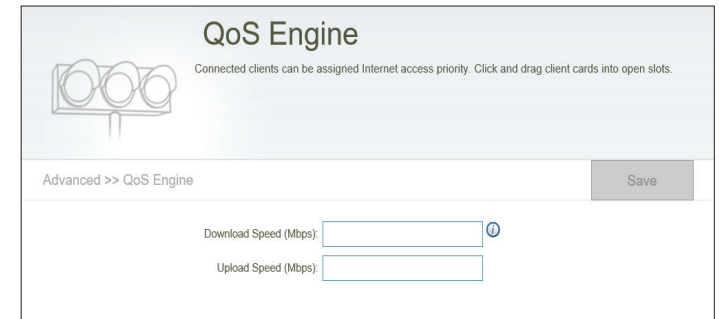 QoS Engine
Connected clients can be assigned Internet access priority. Click and drag client cards into open slots.
Advanced >> QoS Engine
Save
Download Speed (Mbps):
i
Upload Speed (Mbps):